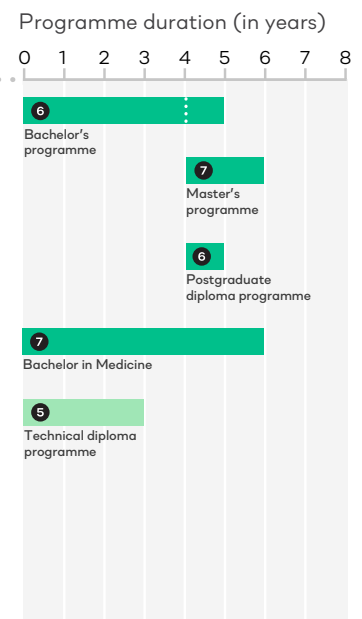 Programme duration (in years)
0 1 2 3 4 5 6 7 8
6
Bachelor's
programme
7
Master's
programme
6
Postgraduate
diploma programme
7
Bachelor in Medicine
5
Technical diploma
programme